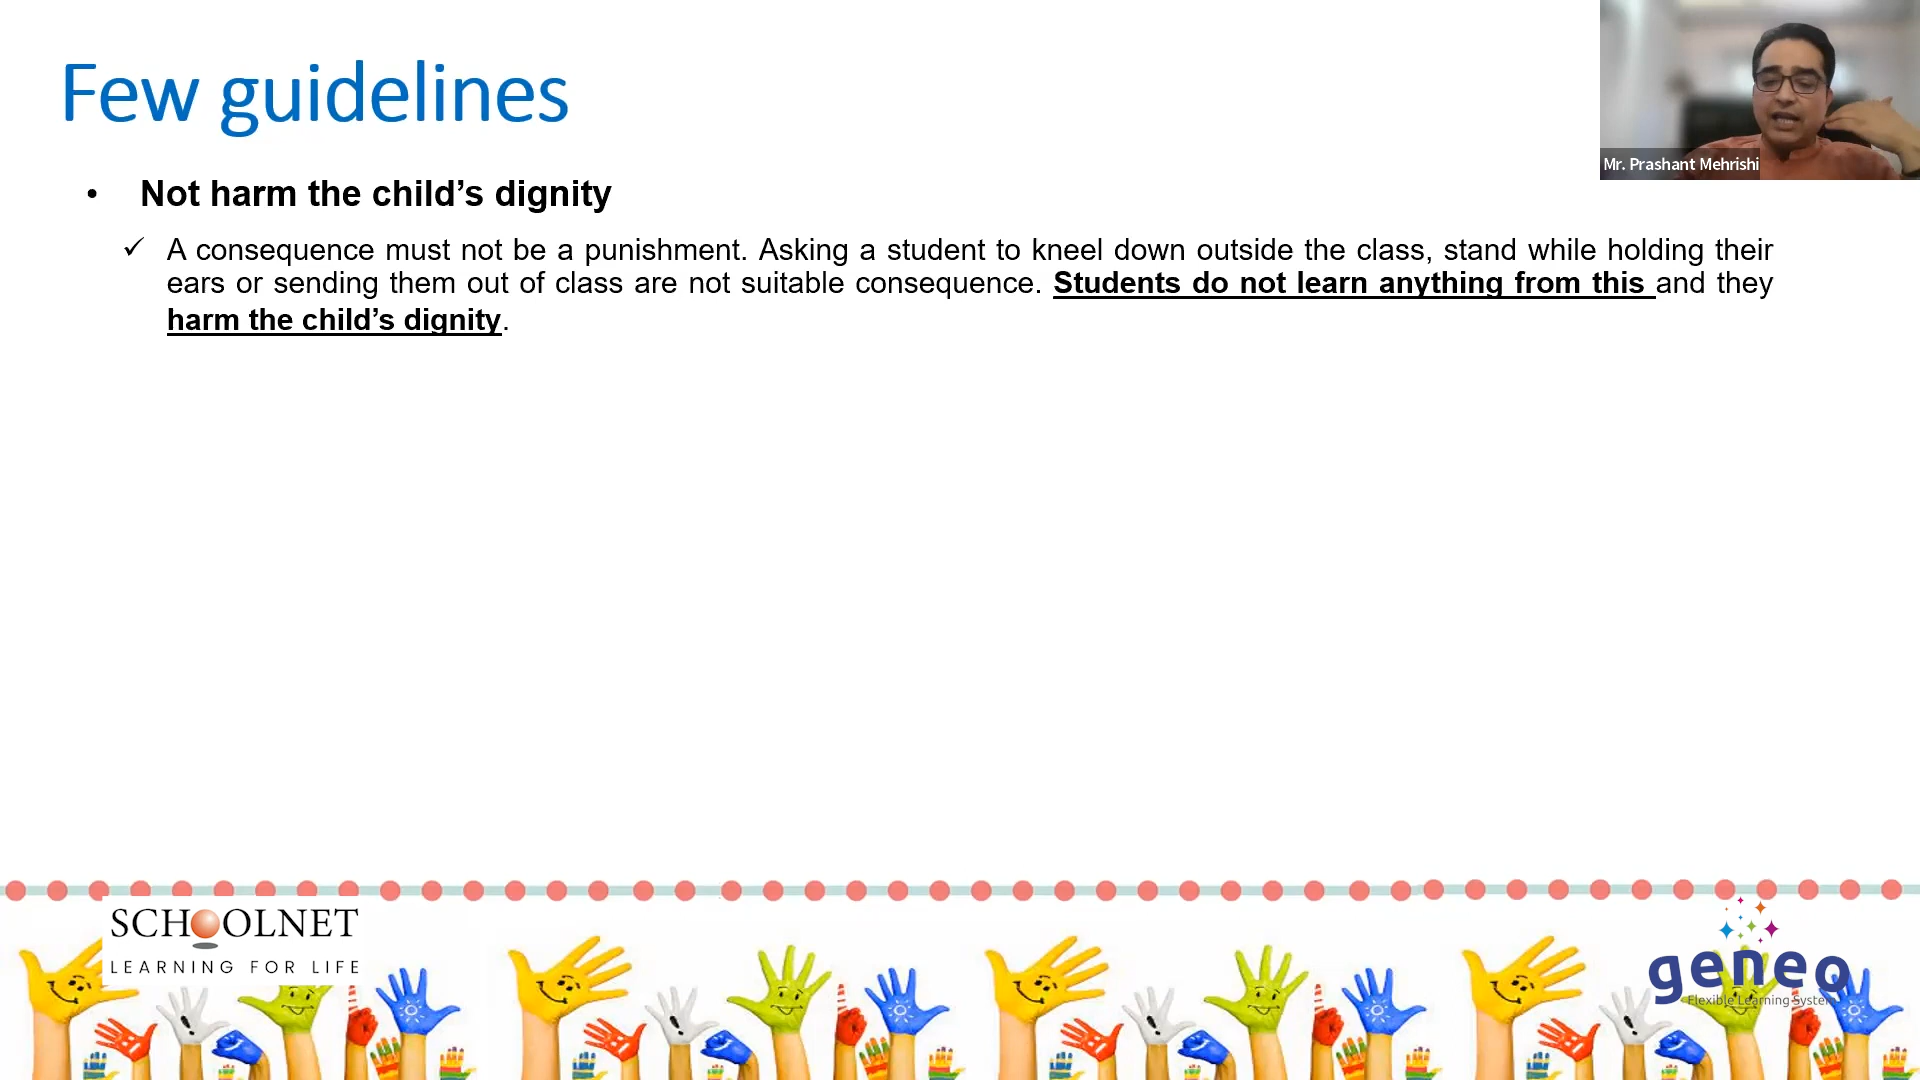 Few guidelines
Mr. Prashant Mehrishi
• Not harm the child’s dignity
✓ A consequence must not be a punishment. Asking a student to kneel down outside the class, stand while holding their
ears or sending them out of class are not suitable consequence. Students do not learn anything from this and they
harm the child’s dignity.
SCHOOLNET
LEARNING FOR LIFE
geneo
Flexible Learning System